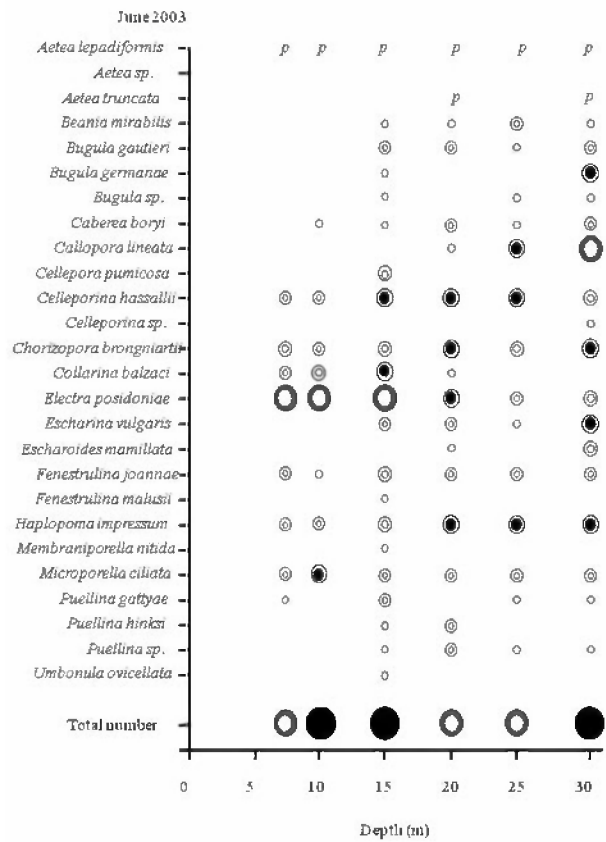 June 2003
Aetea lepadiformis p p p p p p
Aetea sp.
Aetea truncata p p
Beania mirabilis
Bugula gautieri
Bugula germanae
Bugula sp.
Caberea boryi
Callopora lineata
Cellepora pumicosa
Celleporina hassallii
Celleporina sp.
Chorizopora brongniartii
Collarina balzaci
Electra posidoniae
Escharina vulgaris
Escharoides mamillata
Fenestrulina joannae
Fenestrulina malusii
Haplopoma impressum
Membraniporella nitida
Microporella ciliata
Puellina gattyae
Puellina hinksi
Puellina sp.
Umbonula ovicellata
Total number
0 5 10 15 20 25 30
Depth (m)